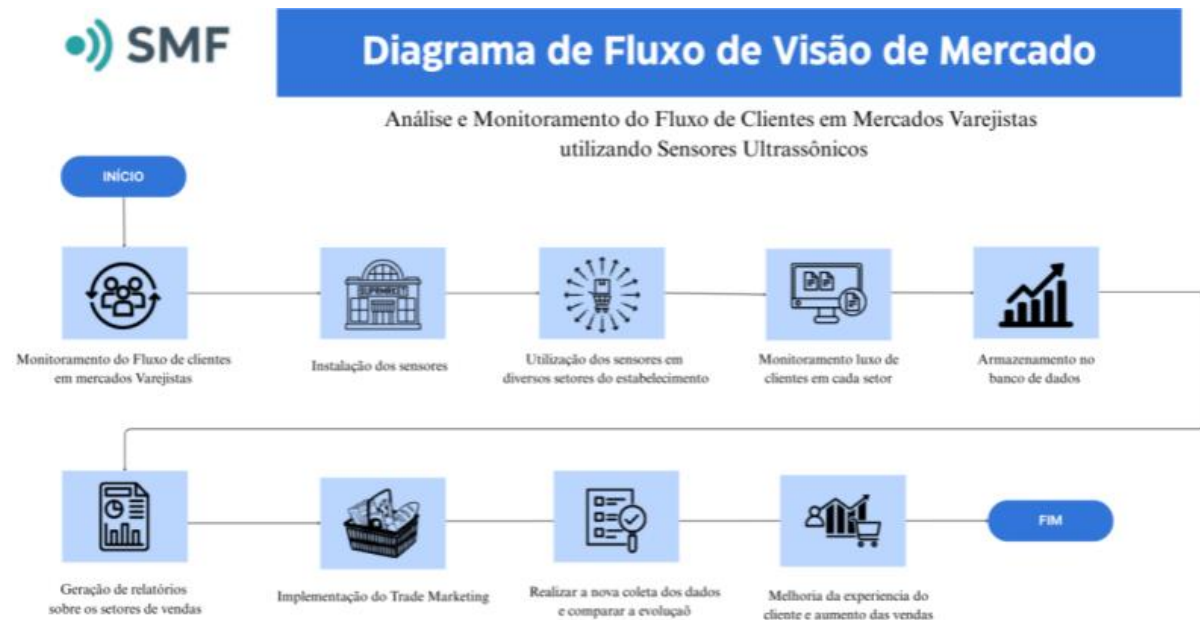 SMF
Diagrama de Fluxo de Visão de Mercado
Análise e Monitoramento do Fluxo de Clientes em Mercados Varejistas
utilizando Sensores Ultrassônicos
INÍCIO
Monitoramento do Fluxo de clientes
em mercados Varejistas
Instalação dos sensores
Utilização dos sensores em
diversos setores do estabelecimento
Monitoramento luxo de
clientes em cada setor
Armazenamento no
banco de dados
Geração de relatórios
sobre os setores de vendas
Implementação do Trade Marketing
Realizar a nova coleta dos dados
e comparar a evoluçaõ
Melhoria da experiencia do
cliente e aumento das vendas
FIM